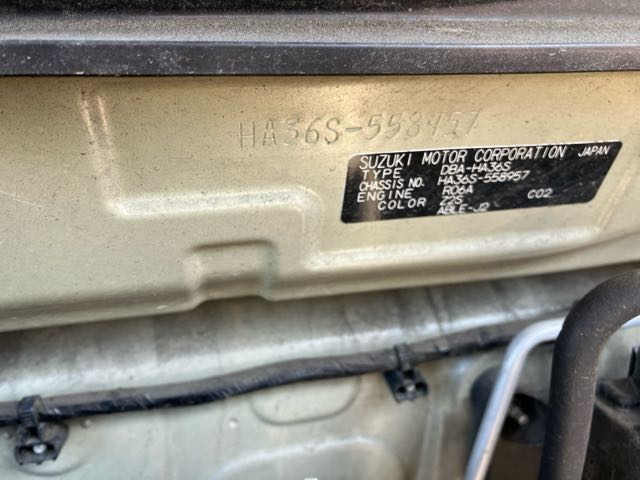 HA36S-558957
SUZUKI MOTOR CORPORATION JAPAN
TYPE DBA-HA36S
CHASSIS NO. HA36S-558957
ENGINE R06A
COLOR Z2S C02
ABLE-J2